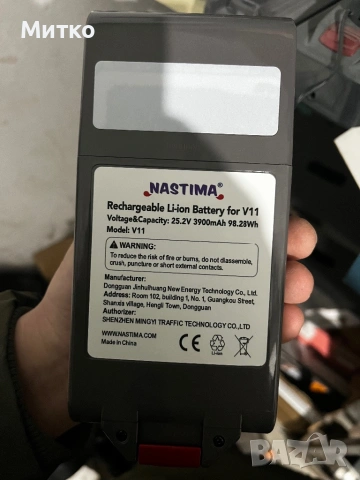 Митко
NASTIMA®
Rechargeable Li-ion Battery for V11
Voltage&Capacity: 25.2V 3900mAh 98.28Wh
Model: V11
WARNING:
To reduce the risk of fire or burns, do not disassemble,
crush, puncture or short external contacts.
Manufacturer:
Dongguan Jinhuihuang New Energy Technology Co., Ltd.
Address: Room 102, building 1, No. 1, Guangkou Street,
Shanxia village, Hengli Town, Dongguan
Authorizer:
SHENZHEN MINGYI TRAFFIC TECHNOLOGY CO.,LTD
WWW.NASTIMA.COM
Made in China
Li-ion
CE
BAZAR